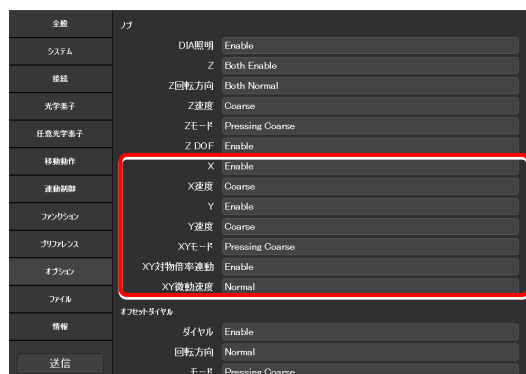 全般
システム
接続
光学素子
任意光学素子
移動動作
連動制御
ファンクション
プリファレンス
オプション
ファイル
情報
送信
ノブ
DIA照明 Enable
Z Both Enable
Z回転方向 Both Normal
Z速度 Coarse
Zモード Pressing Coarse
Z DOF Enable
X Enable
X速度 Coarse
Y Enable
Y速度 Coarse
XYモード Pressing Coarse
XY対物倍率連動 Enable
XY微動速度 Normal
オフセットダイヤル
ダイヤル Enable
回転方向 Normal
モード Pressing Coarse